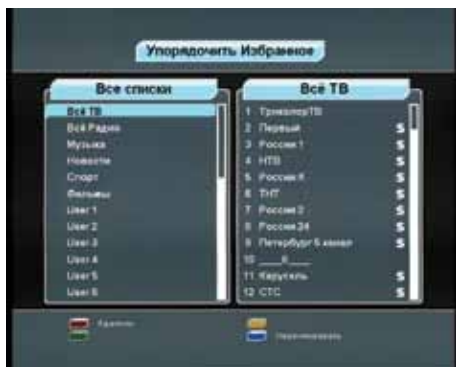 Упорядочить Избранное
Все списки
Всё ТВ
Всё Радио
Музыка
Новости
Спорт
Фильмы
User 1
User 2
User 3
User 4
User 5
User 6
Всё ТВ
1 ТриколорТВ
2 Первый S
3 Россия 1 S
4 НТВ S
5 Россия К S
6 ТНТ S
7 Россия 2 S
8 Россия 24 S
9 Петербург 5 канал S
10
11 Карусель S
12 СТС S
Удалить
Переименовать